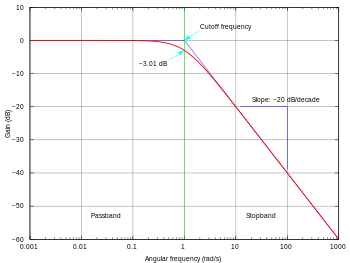 10
Cutoff frequency
0
−3.01 dB
−10
Slope: −20 dB/decade
−20
Gain (dB)
−30
−40
−50
Passband
Stopband
−60
0.001
0.01
0.1
1
10
100
1000
Angular frequency (rad/s)